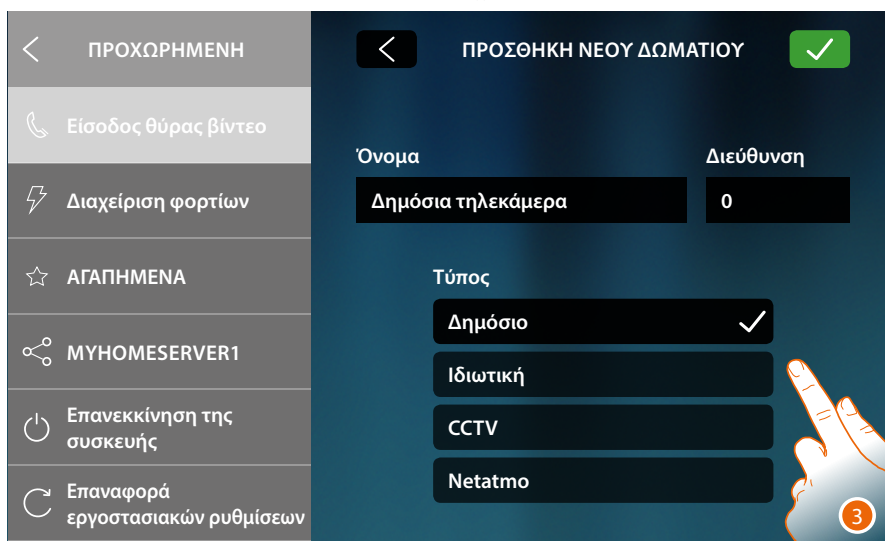 ΠΡΟΧΩΡΗΜΕΝΗ
Είσοδος θύρας βίντεο
Διαχείριση φορτίων
ΑΓΑΠΗΜΕΝΑ
MYHOMESERVER1
Επανεκκίνηση της
συσκευής
Επαναφορά
εργοστασιακών ρυθμίσεων
ΠΡΟΣΘΗΚΗ ΝΕΟΥ ΔΩΜΑΤΙΟΥ
Όνομα
Διεύθυνση
Δημόσια τηλεκάμερα
0
Τύπος
Δημόσιο
Ιδιωτική
CCTV
Netatmo
3